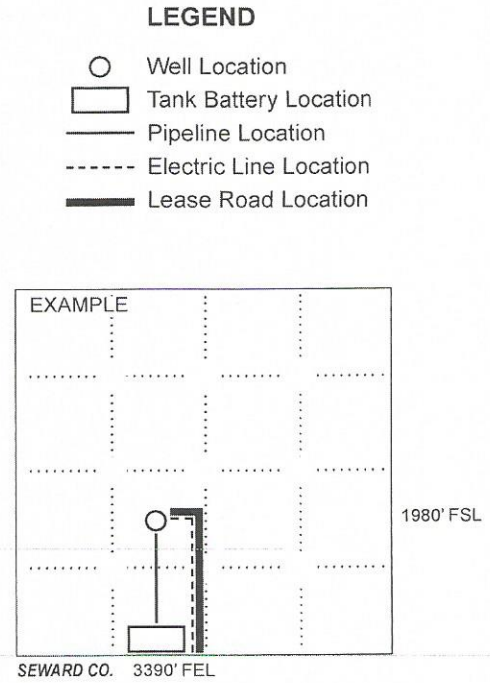 LEGEND
Well Location
Tank Battery Location
Pipeline Location
Electric Line Location
Lease Road Location
EXAMPLE
1980' FSL
SEWARD CO. 3390' FEL